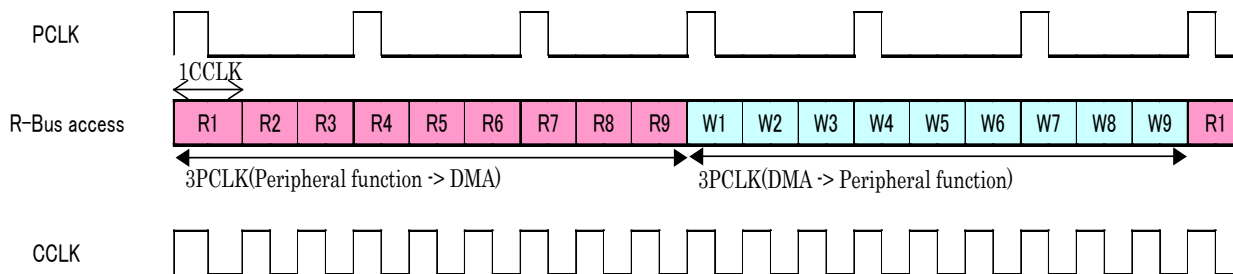 PCLK
1CCLK
R-Bus access R1 R2 R3 R4 R5 R6 R7 R8 R9 W1 W2 W3 W4 W5 W6 W7 W8 W9 R1
3PCLK(Peripheral function -> DMA) 3PCLK(DMA -> Peripheral function)
CCLK